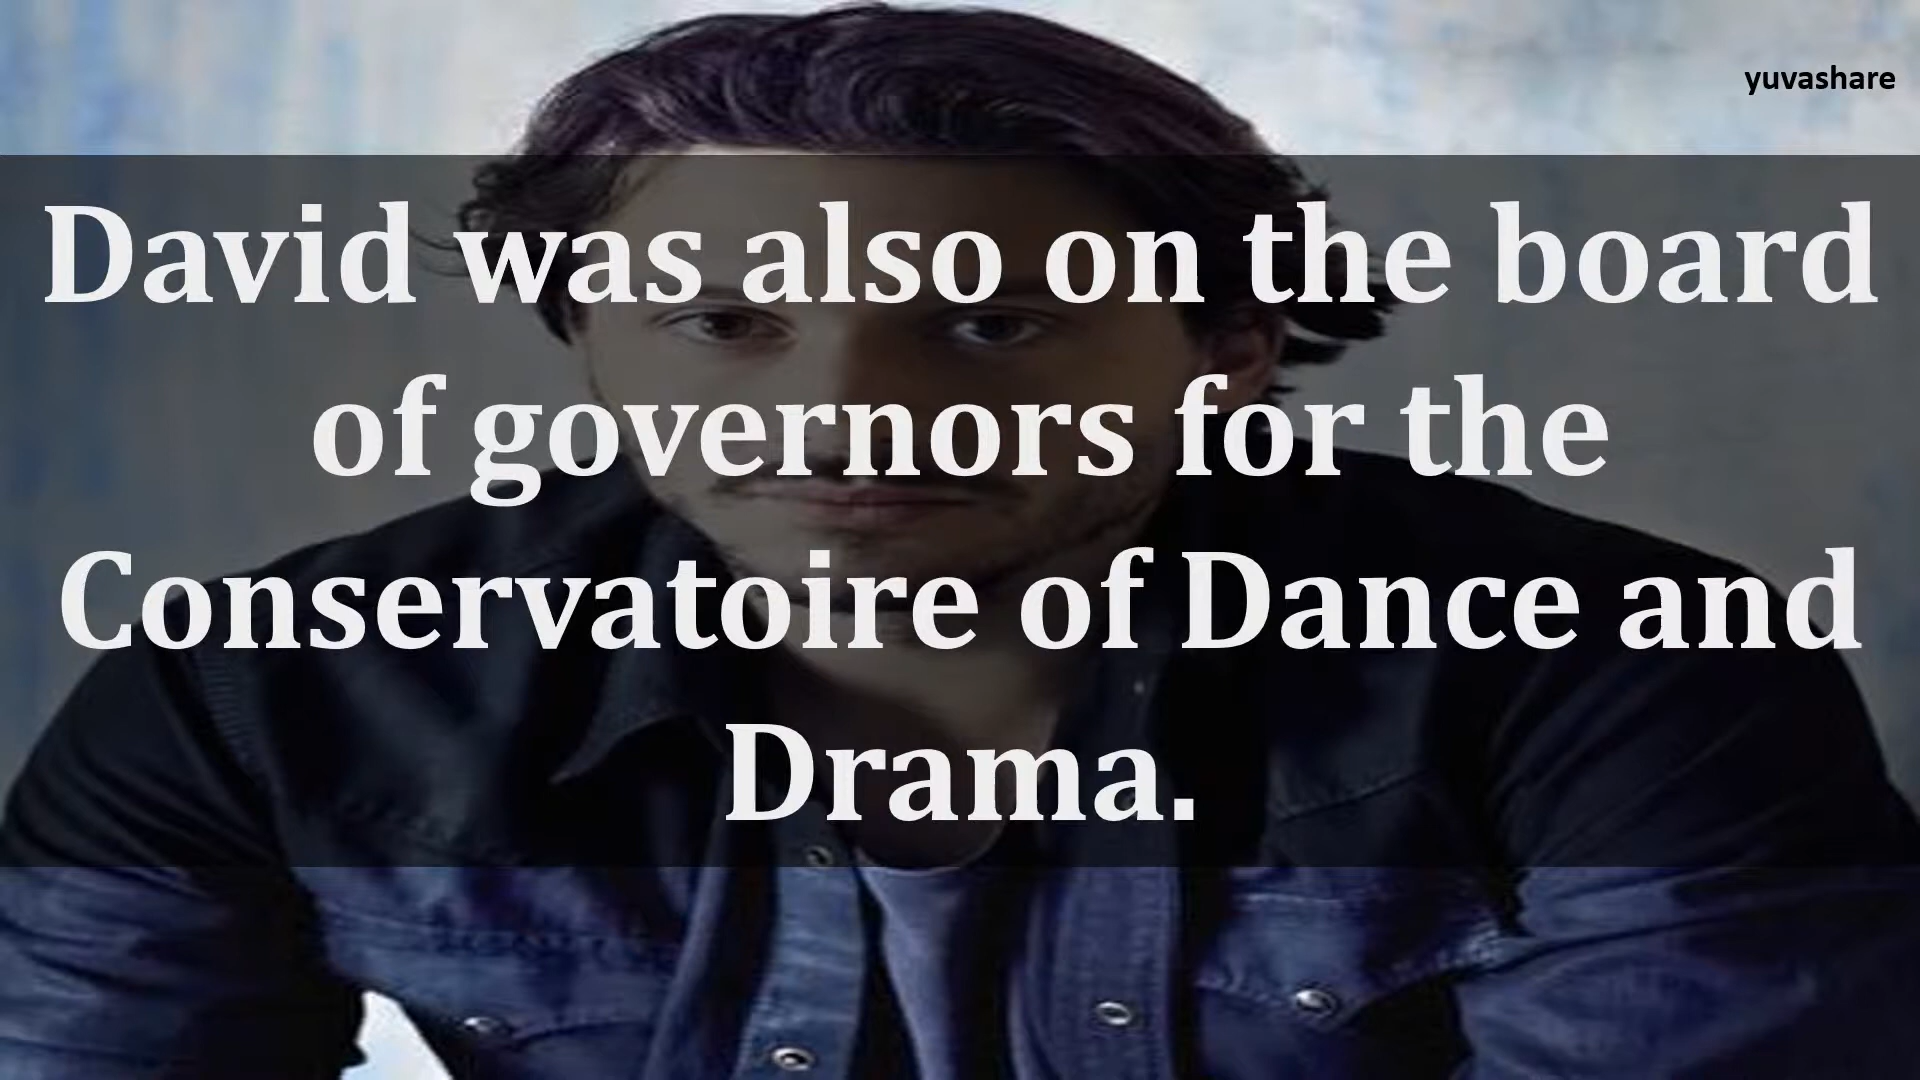 yuvashare
David was also on the board
of governors for the
Conservatoire of Dance and
Drama.